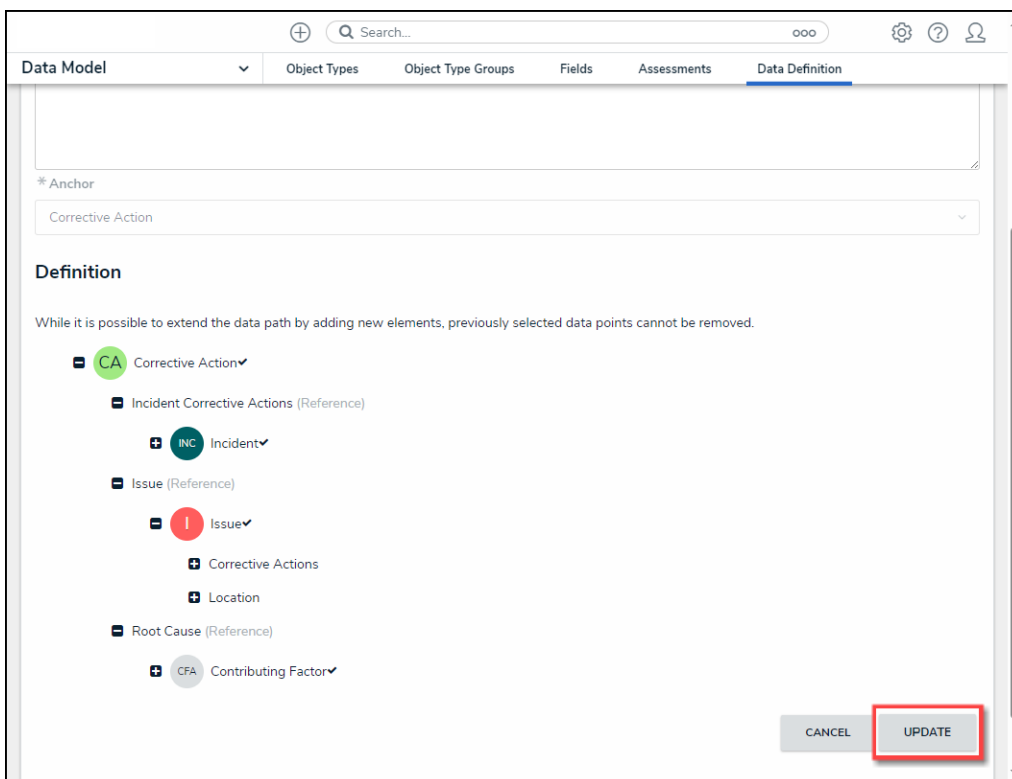 Search...
ooo
Data Model
Object Types
Object Type Groups
Fields
Assessments
Data Definition
* Anchor
Corrective Action
Definition
While it is possible to extend the data path by adding new elements, previously selected data points cannot be removed.
CA Corrective Action
Incident Corrective Actions (Reference)
INC Incident
Issue (Reference)
I Issue
Corrective Actions
Location
Root Cause (Reference)
CFA Contributing Factor
CANCEL
UPDATE